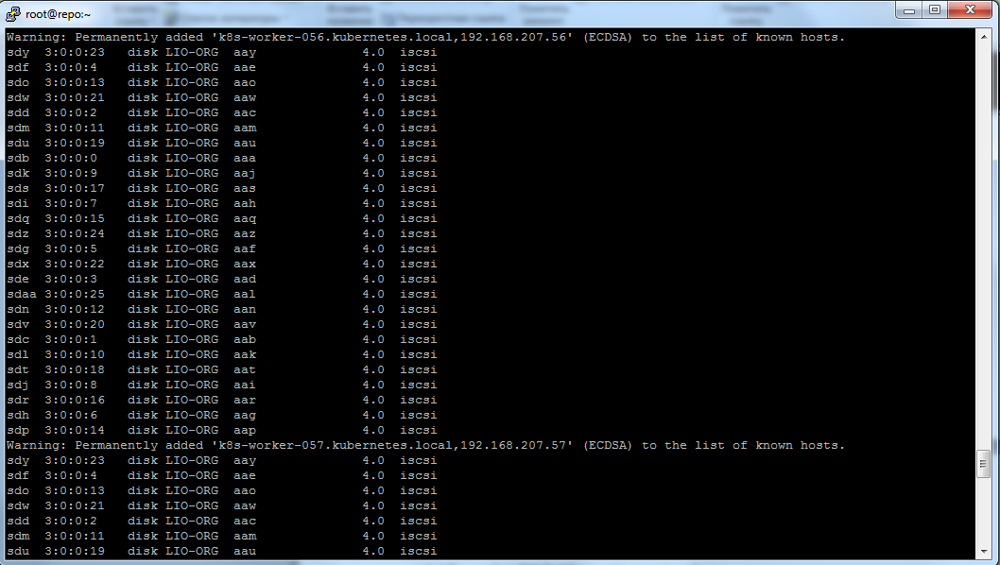 root@repo:~
Warning: Permanently added 'k8s-worker-056.kubernetes.local,192.168.207.56' (ECDSA) to the list of known hosts.
sdy 3:0:0:23 disk LIO-ORG aay 4.0 iscsi
sdf 3:0:0:4 disk LIO-ORG aae 4.0 iscsi
sdo 3:0:0:13 disk LIO-ORG aao 4.0 iscsi
sdw 3:0:0:21 disk LIO-ORG aaw 4.0 iscsi
sdd 3:0:0:2 disk LIO-ORG aac 4.0 iscsi
sdm 3:0:0:11 disk LIO-ORG aam 4.0 iscsi
sdu 3:0:0:19 disk LIO-ORG aau 4.0 iscsi
sdb 3:0:0:0 disk LIO-ORG aaa 4.0 iscsi
sdk 3:0:0:9 disk LIO-ORG aaj 4.0 iscsi
sds 3:0:0:17 disk LIO-ORG aas 4.0 iscsi
sdi 3:0:0:7 disk LIO-ORG aah 4.0 iscsi
sdq 3:0:0:15 disk LIO-ORG aaq 4.0 iscsi
sdz 3:0:0:24 disk LIO-ORG aaz 4.0 iscsi
sdg 3:0:0:5 disk LIO-ORG aaf 4.0 iscsi
sdx 3:0:0:22 disk LIO-ORG aax 4.0 iscsi
sde 3:0:0:3 disk LIO-ORG aad 4.0 iscsi
sdaa 3:0:0:25 disk LIO-ORG aal 4.0 iscsi
sdn 3:0:0:12 disk LIO-ORG aan 4.0 iscsi
sdv 3:0:0:20 disk LIO-ORG aav 4.0 iscsi
sdc 3:0:0:1 disk LIO-ORG aab 4.0 iscsi
sdl 3:0:0:10 disk LIO-ORG aak 4.0 iscsi
sdt 3:0:0:18 disk LIO-ORG aat 4.0 iscsi
sdj 3:0:0:8 disk LIO-ORG aai 4.0 iscsi
sdr 3:0:0:16 disk LIO-ORG aar 4.0 iscsi
sdh 3:0:0:6 disk LIO-ORG aag 4.0 iscsi
sdp 3:0:0:14 disk LIO-ORG aap 4.0 iscsi
Warning: Permanently added 'k8s-worker-057.kubernetes.local,192.168.207.57' (ECDSA) to the list of known hosts.
sdy 3:0:0:23 disk LIO-ORG aay 4.0 iscsi
sdf 3:0:0:4 disk LIO-ORG aae 4.0 iscsi
sdo 3:0:0:13 disk LIO-ORG aao 4.0 iscsi
sdw 3:0:0:21 disk LIO-ORG aaw 4.0 iscsi
sdd 3:0:0:2 disk LIO-ORG aac 4.0 iscsi
sdm 3:0:0:11 disk LIO-ORG aam 4.0 iscsi
sdu 3:0:0:19 disk LIO-ORG aau 4.0 iscsi